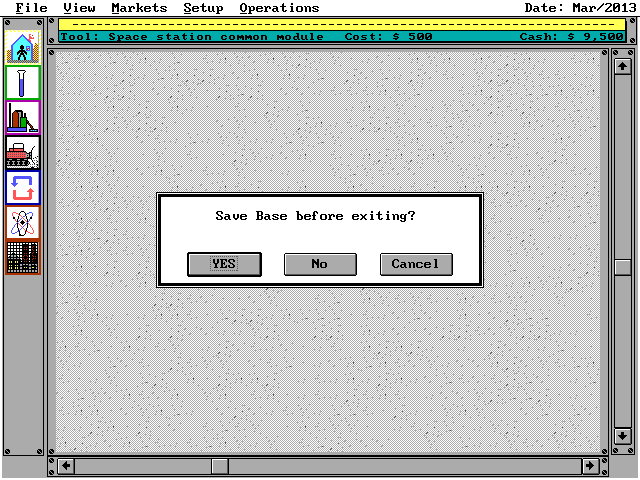 File View Markets Setup Operations Date: Mar/2013
Tool: Space station common module Cost: $ 500 Cash: $ 9,500
Save Base before exiting?
YES No Cancel